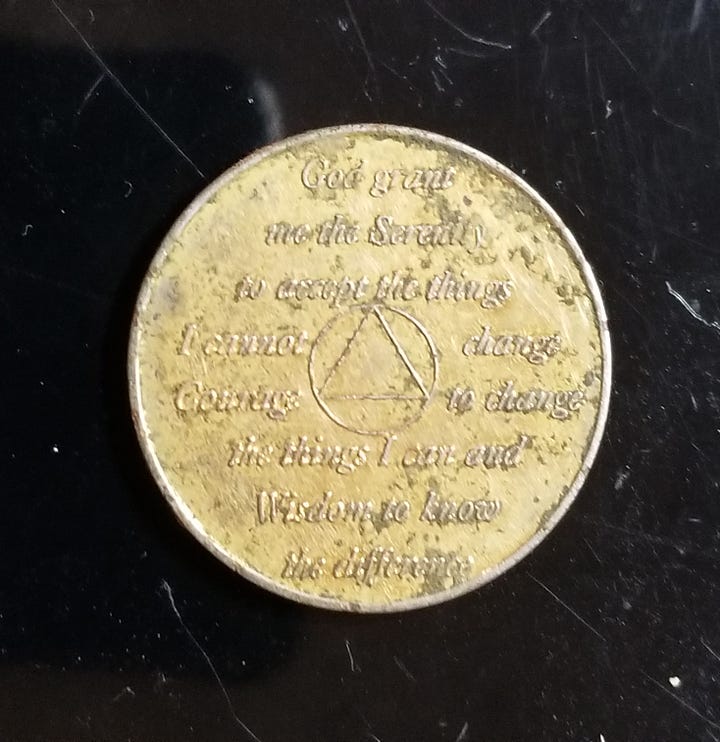 God grant
me the Serenity
to accept the things
I cannot change
Courage to change
the things I can and
Wisdom to know
the difference